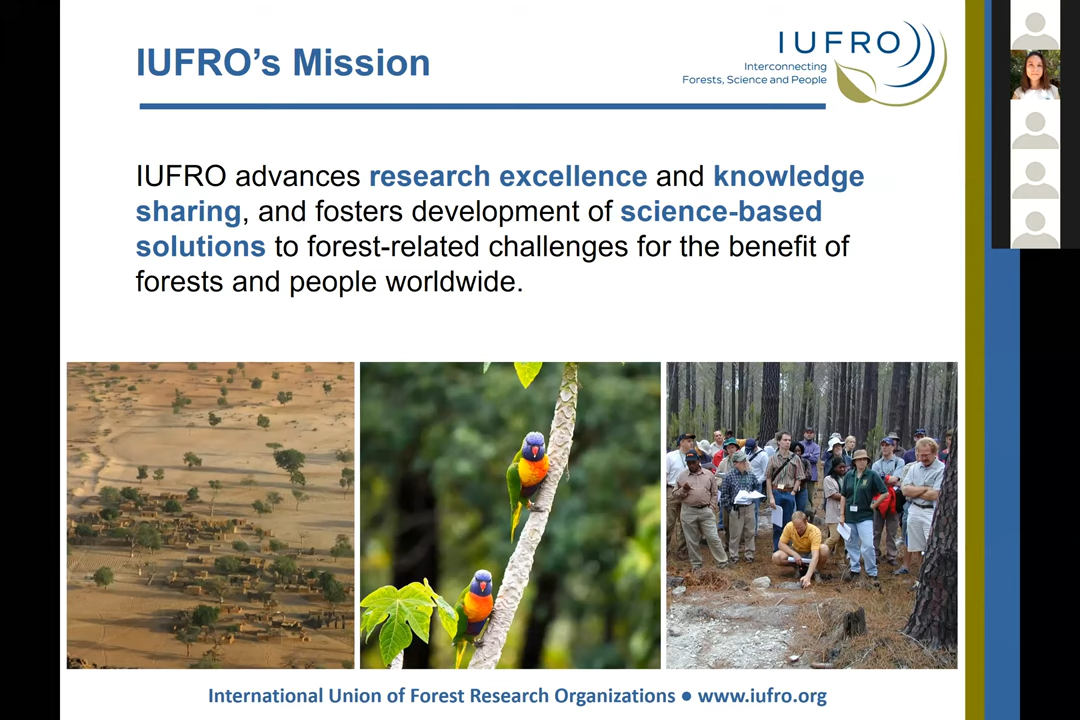 IUFRO's Mission
IUFRO
Interconnecting
Forests, Science and People
IUFRO advances research excellence and knowledge
sharing, and fosters development of science-based
solutions to forest-related challenges for the benefit of
forests and people worldwide.
International Union of Forest Research Organizations ● www.iufro.org